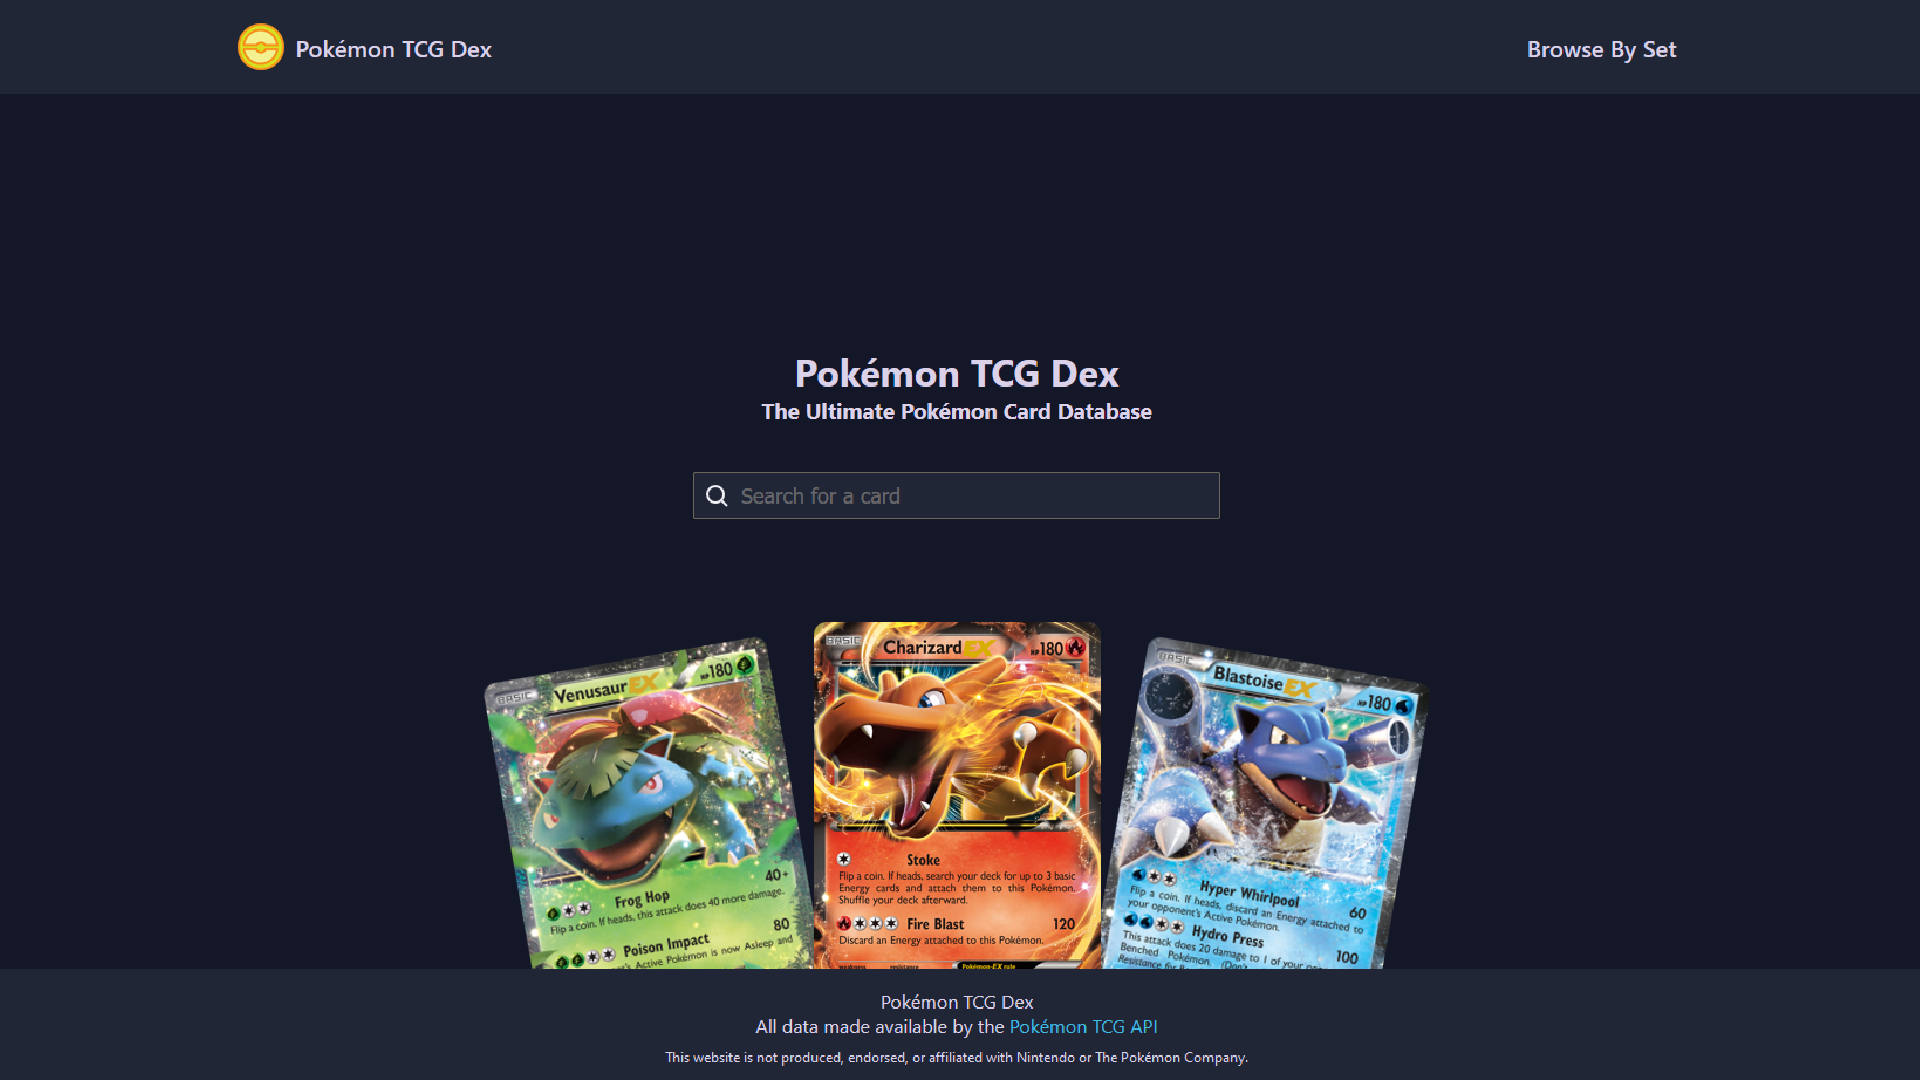 Pokémon TCG Dex
Browse By Set
Pokémon TCG Dex
The Ultimate Pokémon Card Database
Search for a card
BASIC
Venusaur EX
HP 180
Frog Hop 40+
Flip a coin. If heads, this attack does 40 more damage.
Poison Impact 80
Active Pokémon is now Asleep and
BASIC
Charizard EX
HP 180
Stoke
Flip a coin. If heads, search your deck for up to 3 basic
Energy cards and attach them to this Pokémon.
Shuffle your deck afterward.
Fire Blast 120
Discard an Energy attached to this Pokémon.
weakness resistance Pokémon-EX rule
BASIC
Blastoise EX
HP 180
Hyper Whirlpool 60
Flip a coin. If heads, discard an Energy attached to
your opponent's Active Pokémon.
Hydro Press 100
This attack does 20 damage to 1 of your
Benched Pokémon. (Don't
Resistance for
Pokémon TCG Dex
All data made available by the Pokémon TCG API
This website is not produced, endorsed, or affiliated with Nintendo or The Pokémon Company.